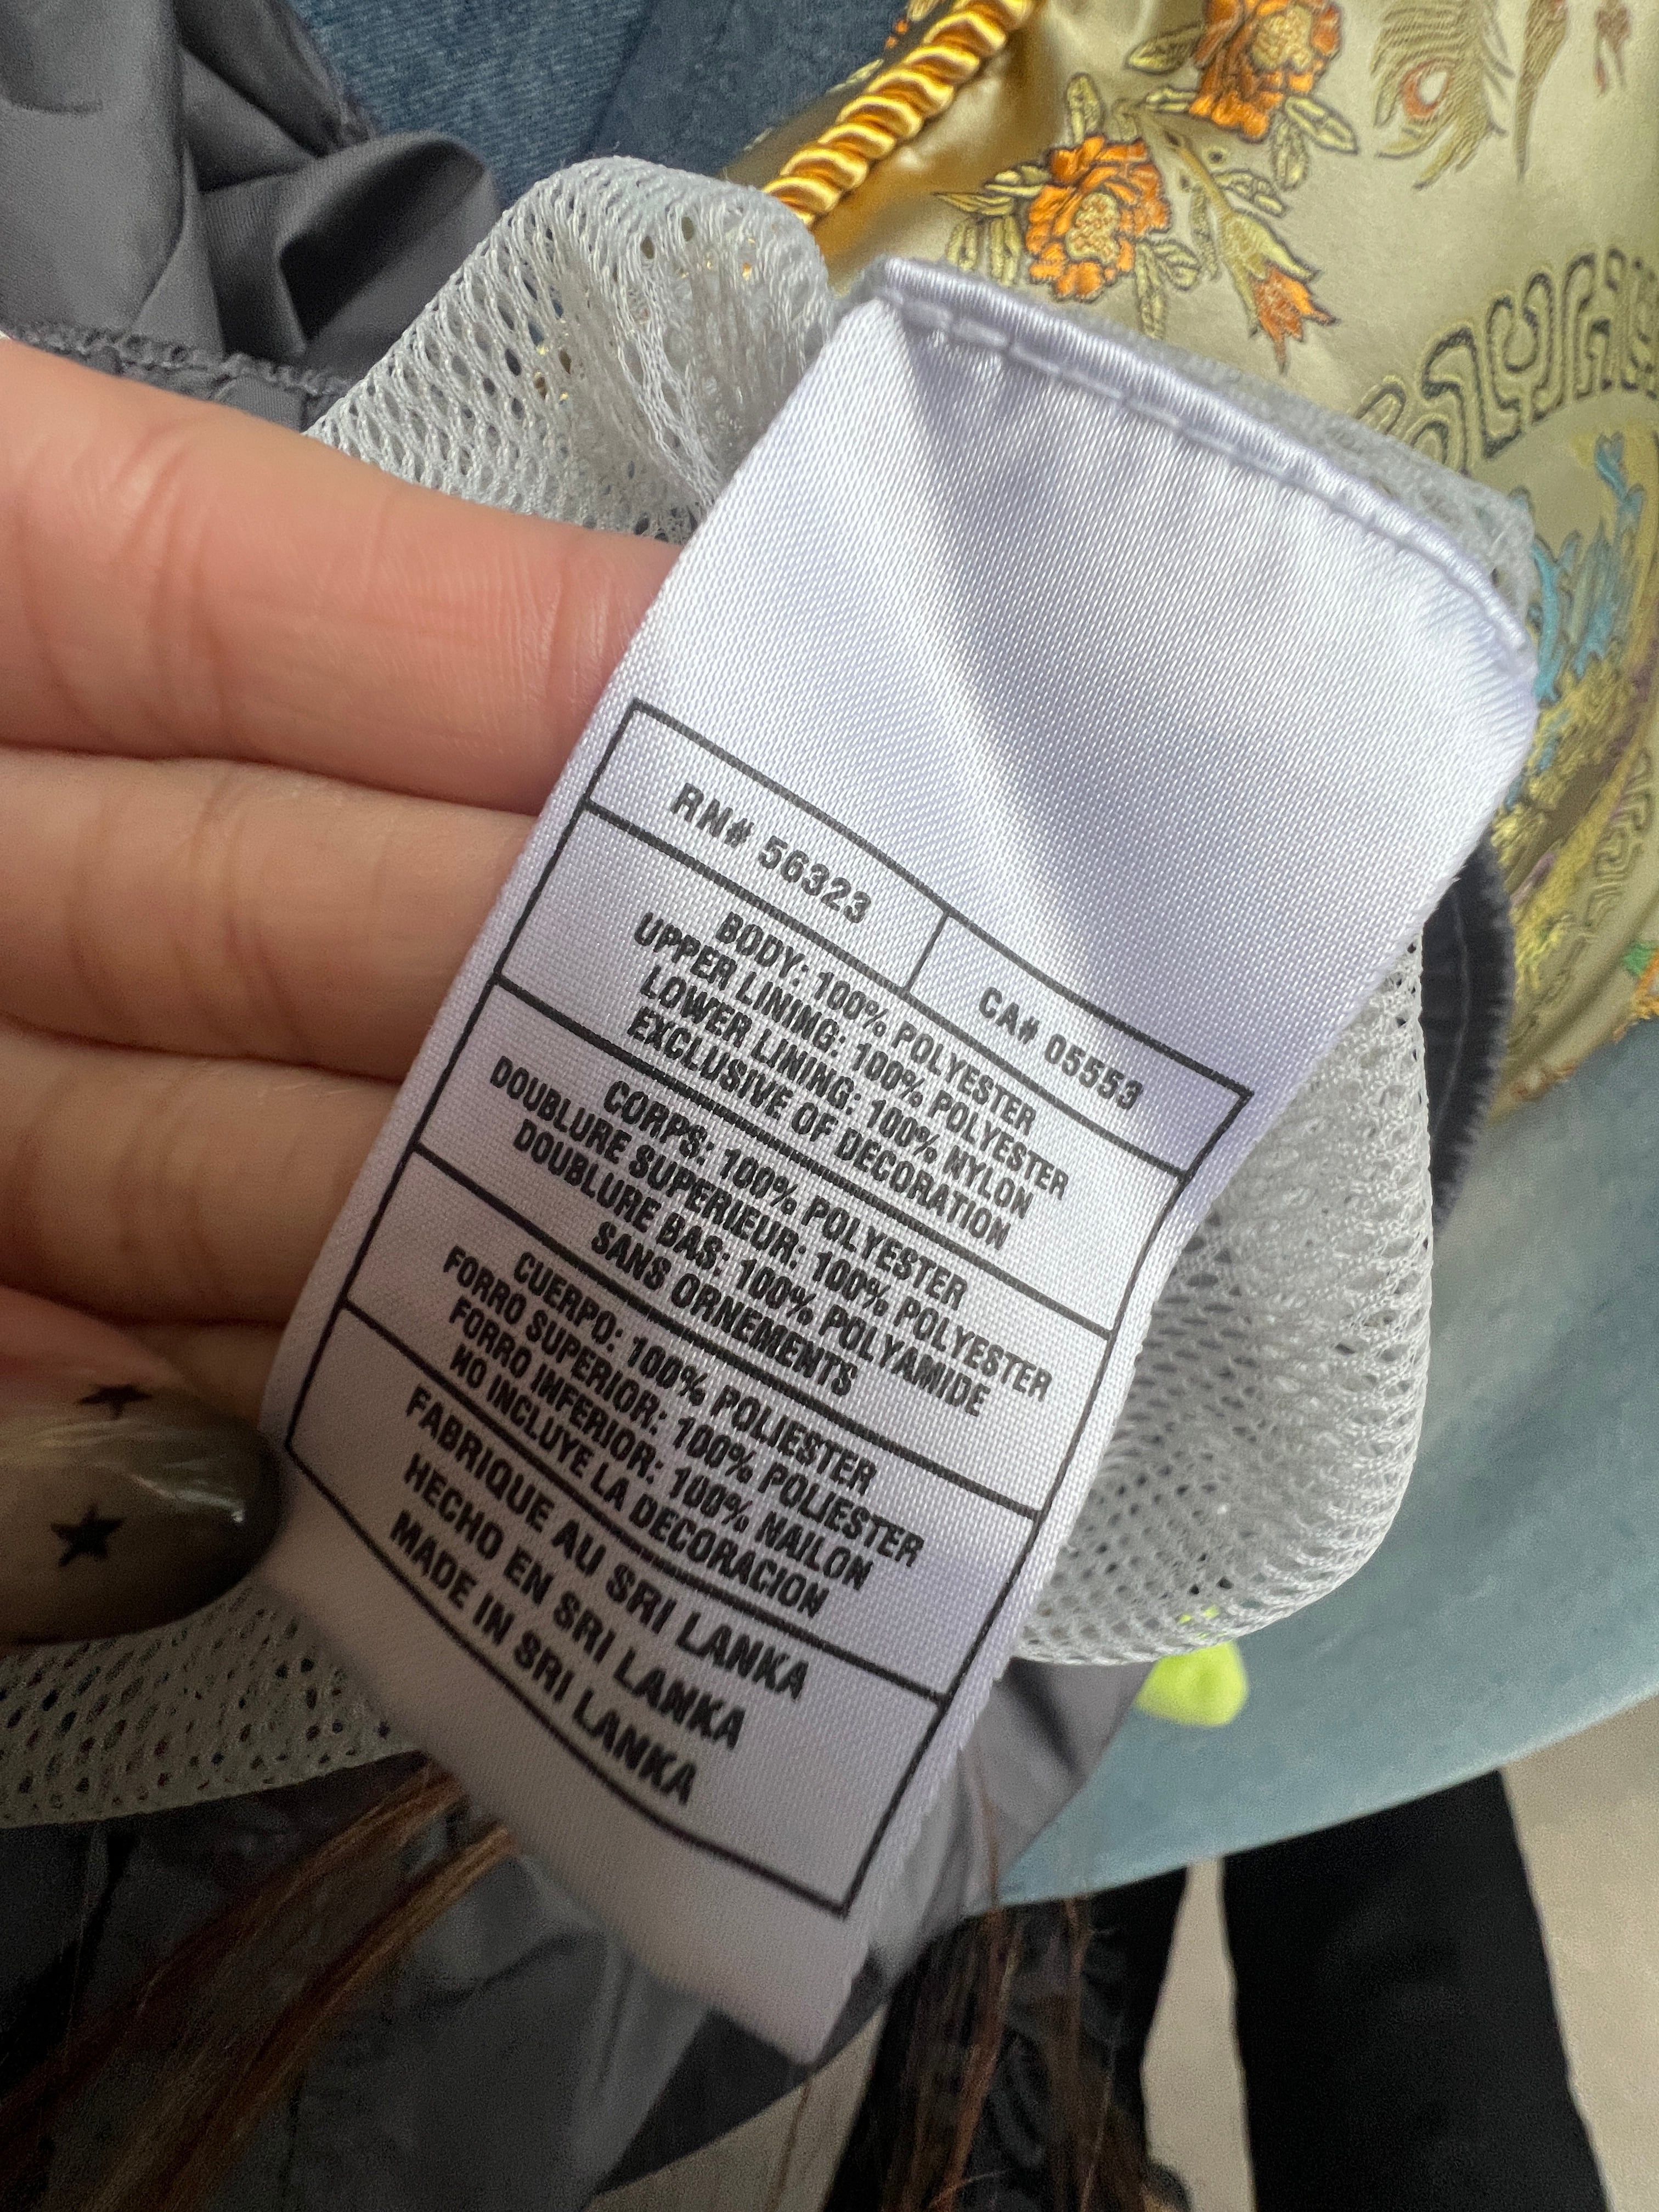 RN# 56323
CA# 05553
BODY: 100% POLYESTER
UPPER LINING: 100% POLYESTER
LOWER LINING: 100% NYLON
EXCLUSIVE OF DECORATION
CORPS: 100% POLYESTER
DOUBLURE SUPERIEUR: 100% POLYESTER
DOUBLURE BAS: 100% POLYAMIDE
SANS ORNEMENTS
CUERPO: 100% POLIESTER
FORRO SUPERIOR: 100% POLIESTER
FORRO INFERIOR: 100% NAILON
NO INCLUYE LA DECORACION
FABRIQUE AU SRI LANKA
HECHO EN SRI LANKA
MADE IN SRI LANKA